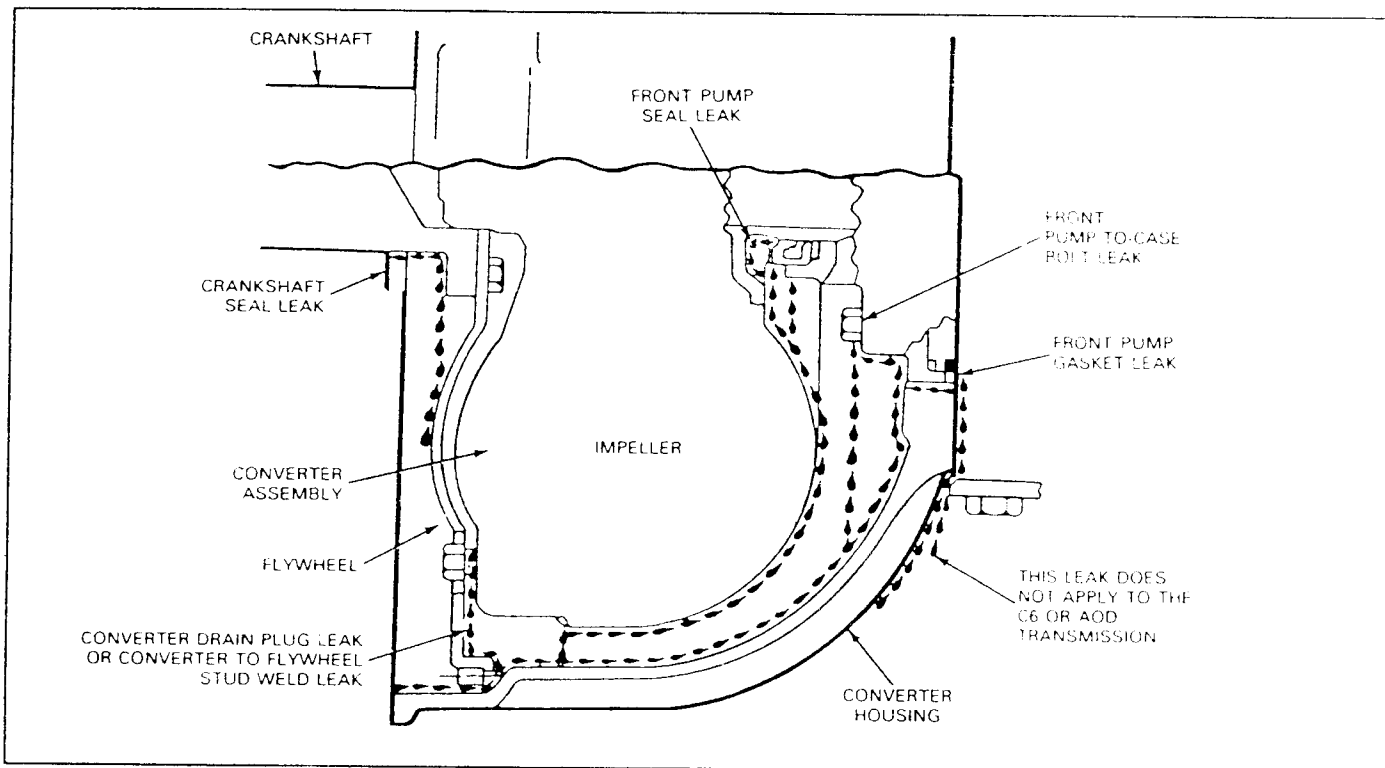 CRANKSHAFT
FRONT PUMP
SEAL LEAK
FRONT
PUMP TO-CASE
BOLT LEAK
CRANKSHAFT
SEAL LEAK
FRONT PUMP
GASKET LEAK
IMPELLER
CONVERTER
ASSEMBLY
FLYWHEEL
THIS LEAK DOES
NOT APPLY TO THE
C6 OR AOD
TRANSMISSION
CONVERTER DRAIN PLUG LEAK
OR CONVERTER TO FLYWHEEL
STUD WELD LEAK
CONVERTER
HOUSING